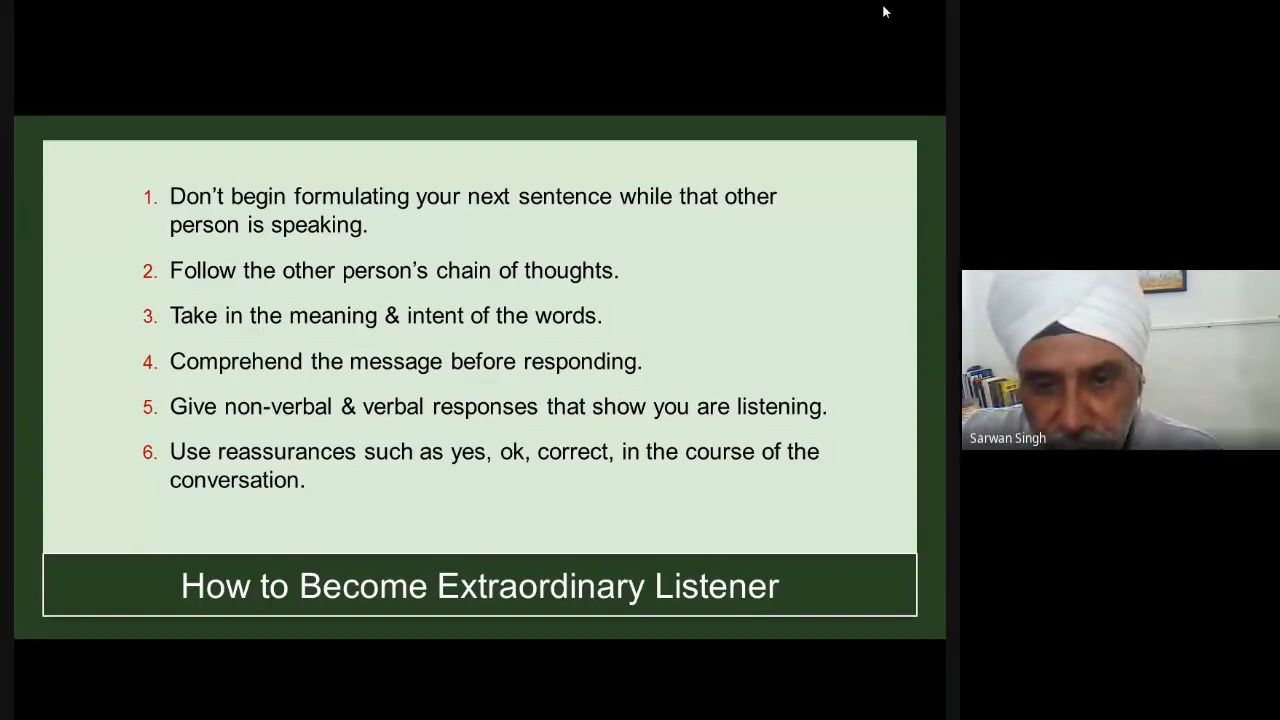 1. Don’t begin formulating your next sentence while that other
person is speaking.
2. Follow the other person’s chain of thoughts.
3. Take in the meaning & intent of the words.
4. Comprehend the message before responding.
5. Give non-verbal & verbal responses that show you are listening.
6. Use reassurances such as yes, ok, correct, in the course of the
conversation.
How to Become Extraordinary Listener
Sarwan Singh